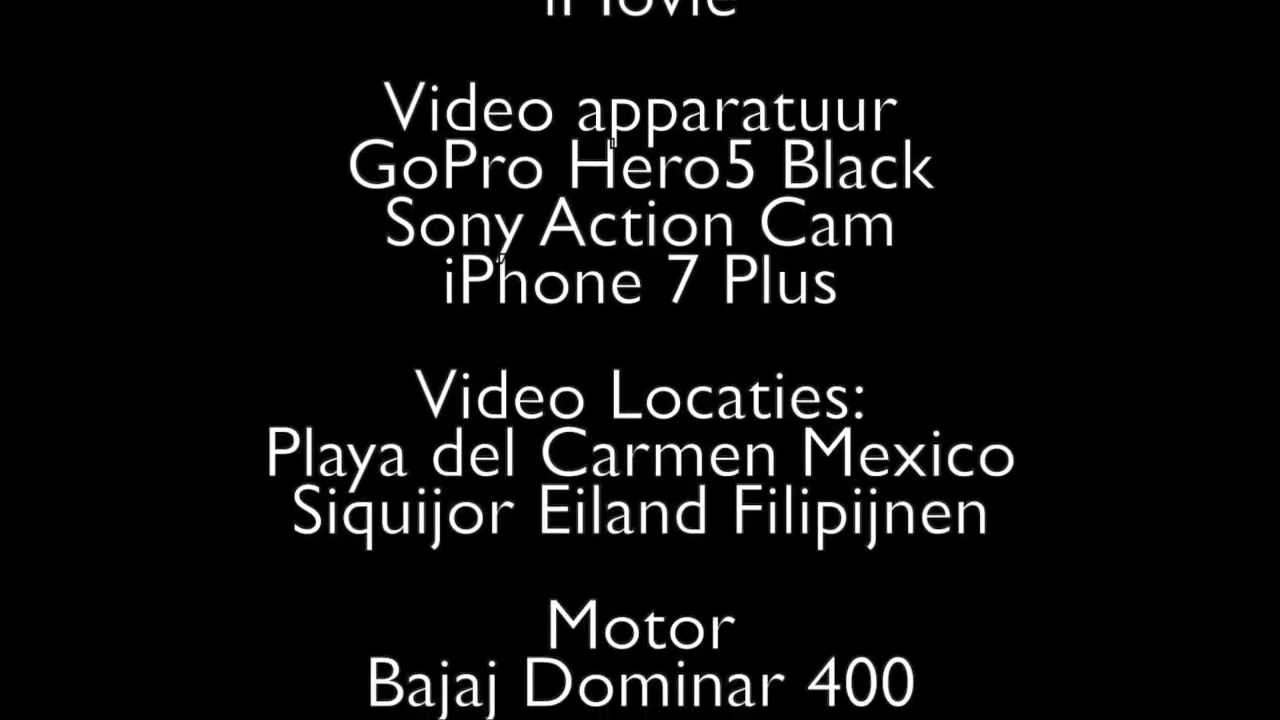 iMovie
Video apparatuur
GoPro Hero5 Black
Sony Action Cam
iPhone 7 Plus
Video Locaties:
Playa del Carmen Mexico
Siquijor Eiland Filipijnen
Motor
Bajaj Dominar 400